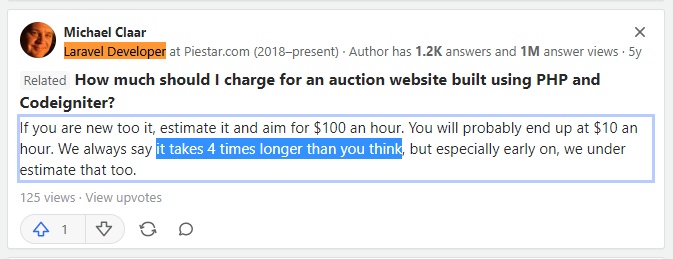 Michael Claar
Laravel Developer at Piestar.com (2018–present) · Author has 1.2K answers and 1M answer views · 5y
Related How much should I charge for an auction website built using PHP and
Codeigniter?
If you are new too it, estimate it and aim for $100 an hour. You will probably end up at $10 an
hour. We always say it takes 4 times longer than you think, but especially early on, we under
estimate that too.
125 views · View upvotes
1